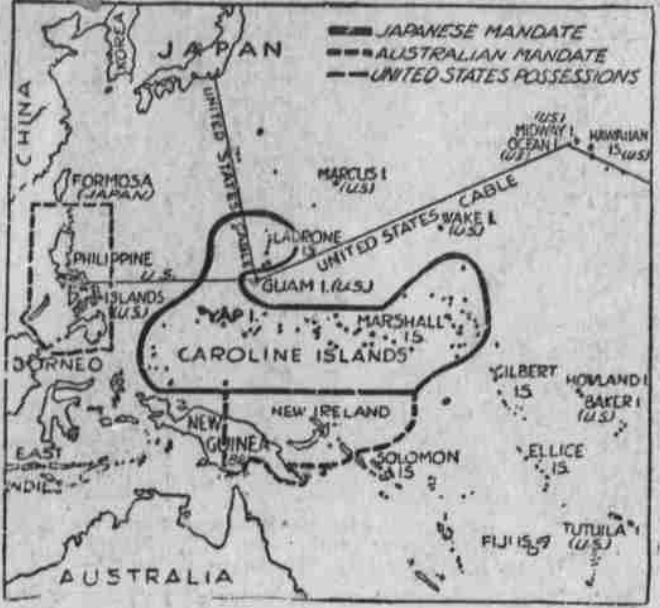 JAPANESE MANDATE
AUSTRALIAN MANDATE
UNITED STATES POSSESSIONS
KOREA
JAPAN
CHINA
UNITED STATES CABLE
(U.S.)
MIDWAY I.
OCEAN I.
(U.S.)
HAWAIIAN
IS. (U.S.)
MARCUS I.
(U.S.)
FORMOSA
(JAPAN)
WAKE I.
(U.S.)
LADRONE
IS.
UNITED STATES CABLE
PHILIPPINE
ISLANDS
(U.S.)
U.S.
GUAM I. (U.S.)
YAP I.
MARSHALL
IS.
CAROLINE ISLANDS
BORNEO
GILBERT
IS.
HOWLAND I.
BAKER I.
(U.S.)
NEW IRELAND
NEW
GUINEA
EAST
INDIES
SOLOMON
IS.
ELLICE
IS.
FIJI IS.
TUTUILA I.
(U.S.)
AUSTRALIA